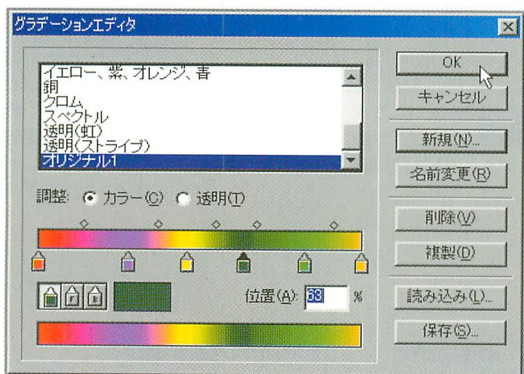 グラデーションエディタ
イエロー、紫、オレンジ、青
銅
クロム
スペクトル
透明(虹)
透明(ストライプ)
オリジナル1
調整: カラー(C) 透明(T)
位置(A): 63 %
OK
キャンセル
新規(N)...
名前変更(R)
削除(V)
複製(D)
読み込み(L)...
保存(S)...